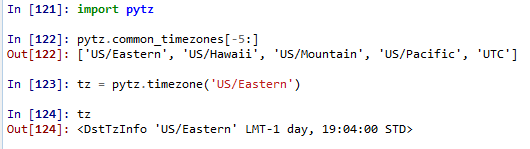 In [121]: import pytz
In [122]: pytz.common_timezones[-5:]
Out[122]: ['US/Eastern', 'US/Hawaii', 'US/Mountain', 'US/Pacific', 'UTC']
In [123]: tz = pytz.timezone('US/Eastern')
In [124]: tz
Out[124]: <DstTzInfo 'US/Eastern' LMT-1 day, 19:04:00 STD>